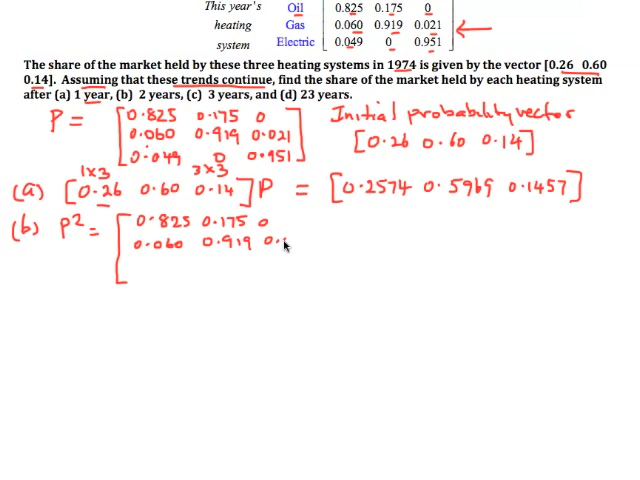 This year's Oil 0.825 0.175 0
heating Gas 0.060 0.919 0.021
system Electric 0.049 0 0.951
The share of the market held by these three heating systems in 1974 is given by the vector [0.26 0.60
0.14]. Assuming that these trends continue, find the share of the market held by each heating system
after (a) 1 year, (b) 2 years, (c) 3 years, and (d) 23 years.
P = [0.825 0.175 0
0.060 0.919 0.021
0.049 0 0.951]
Initial probability vector
[0.26 0.60 0.14]
1x3 3x3
(a) [0.26 0.60 0.14] P = [0.2574 0.5969 0.1457]
(b) P² = [0.825 0.175 0
0.060 0.919 0.